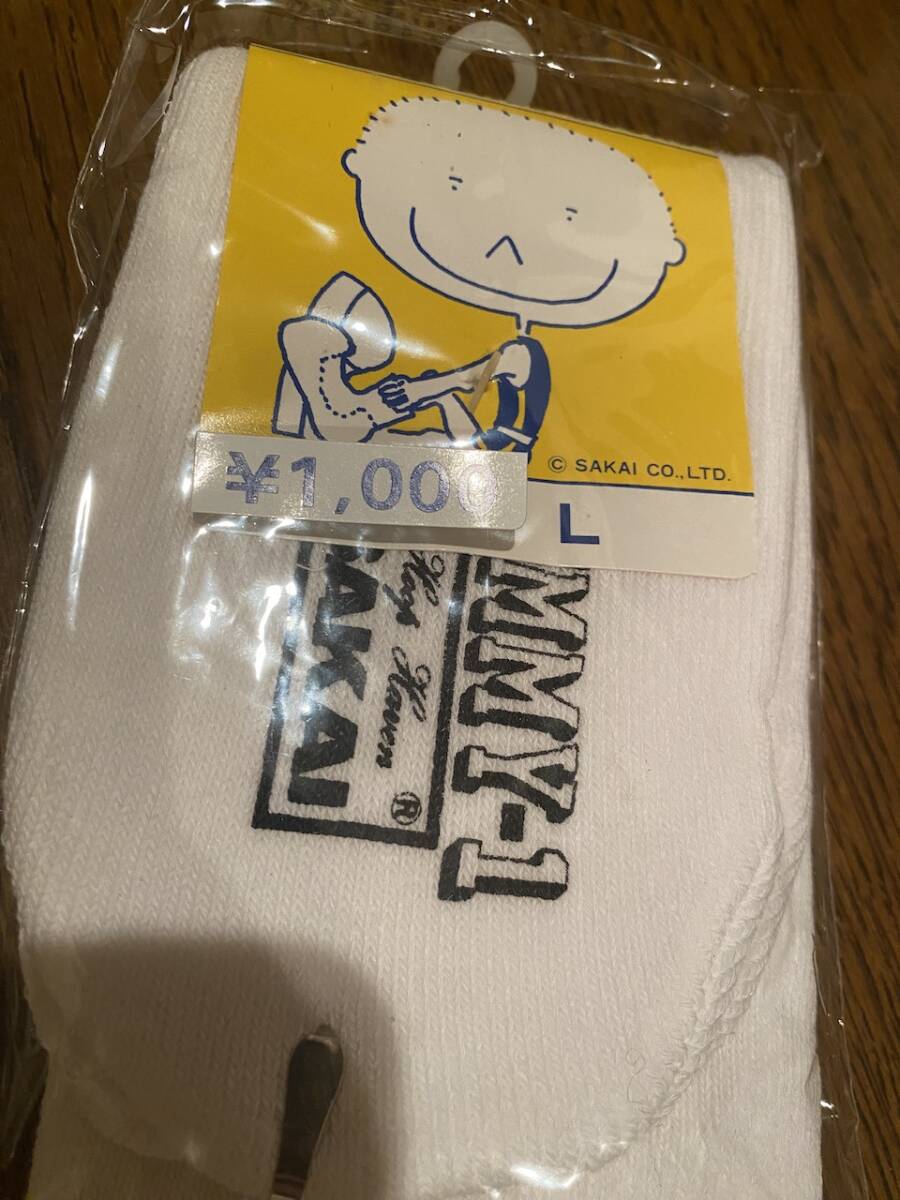 © SAKAI CO.,LTD.
¥1,000
L
MMY-1
Hays Haven
SAKAI ®